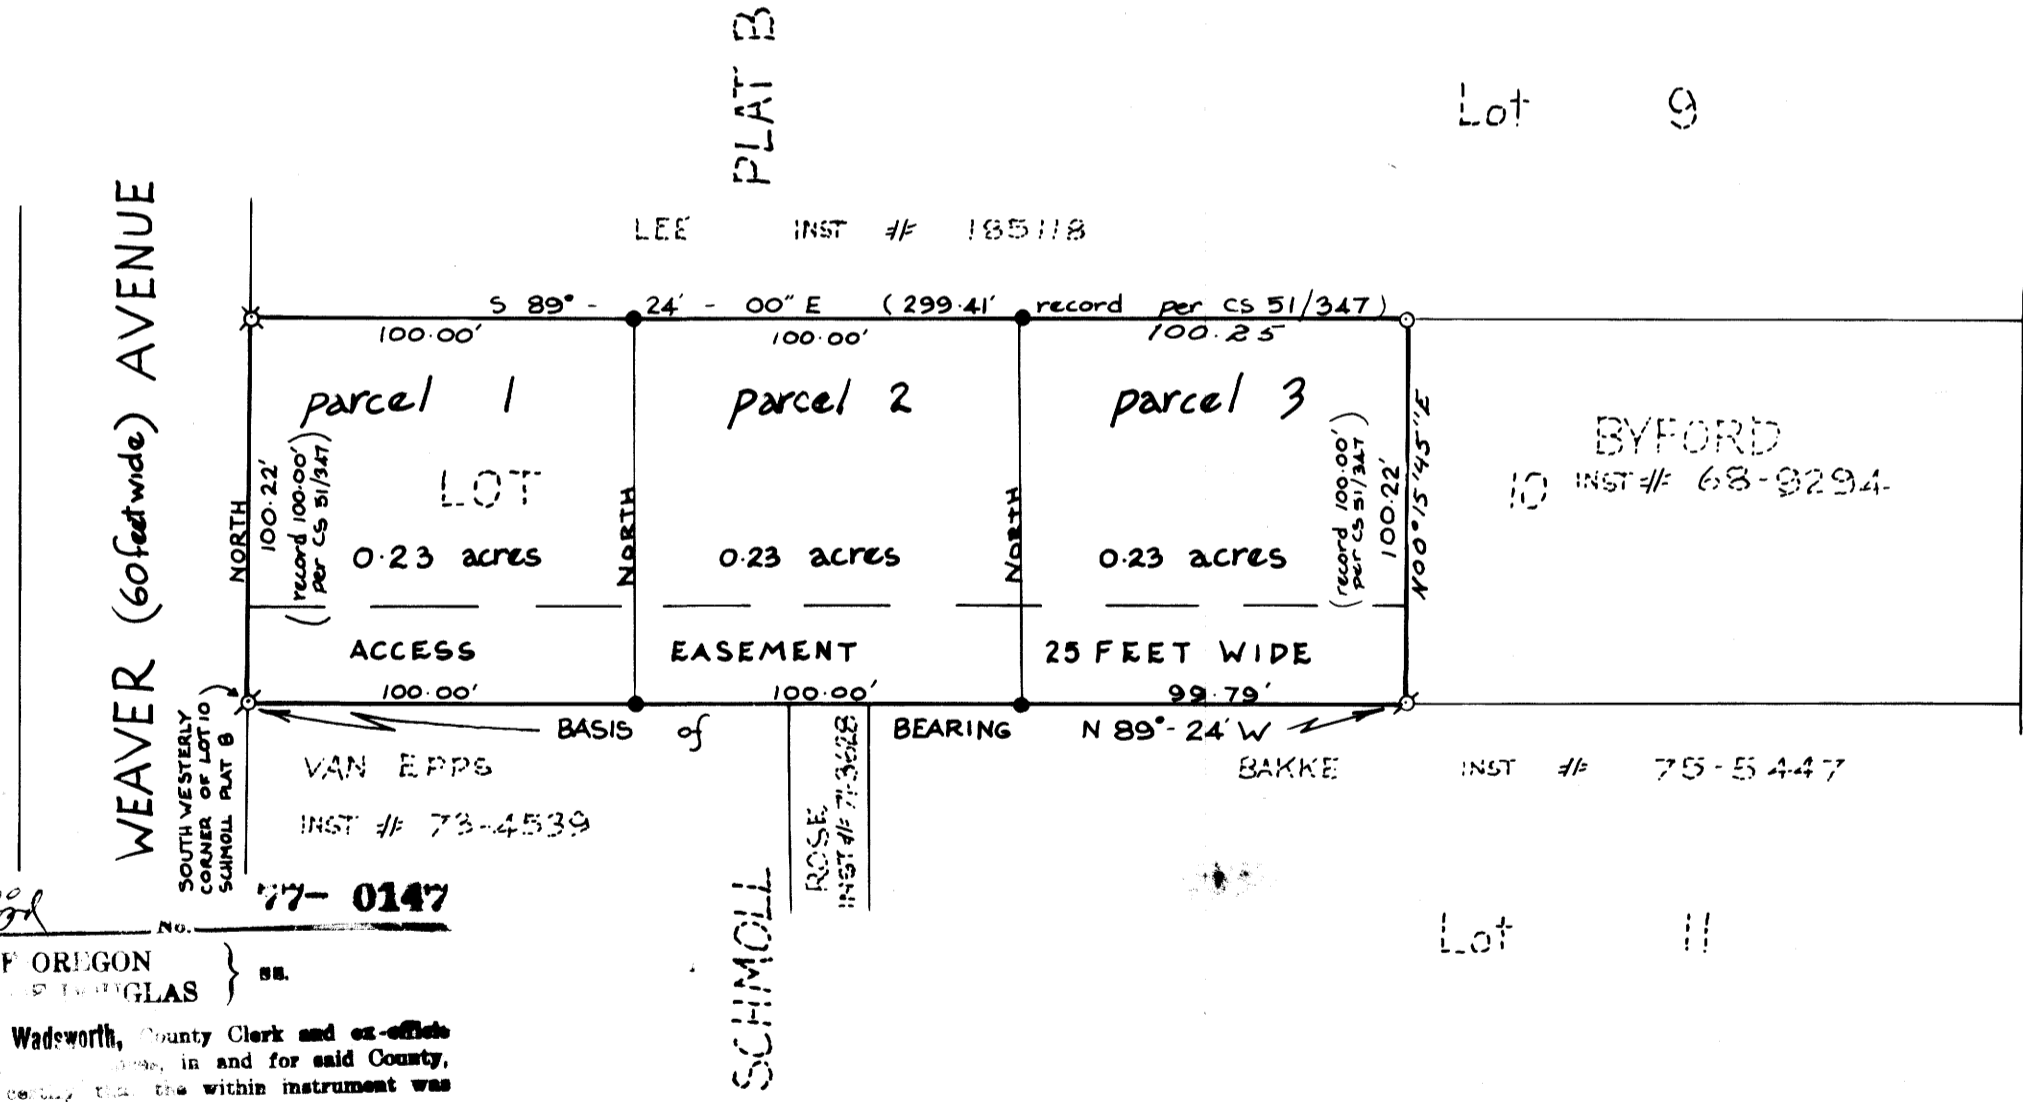 PLAT B
Lot 9
WEAVER (60 feet wide) AVENUE
LEE INST # 185118
S 89° - 24' - 00" E (299.41' record per CS 51/347)
100.00' 100.00' 100.25
parcel 1 parcel 2 parcel 3
NORTH
100.22'
(record 100.00'
per CS 51/347)
LOT
NORTH
NORTH
(record 100.00'
per CS 51/347)
100.22'
N00°15'45"E
BYFORD
10 INST # 68-9294
0.23 acres 0.23 acres 0.23 acres
ACCESS EASEMENT 25 FEET WIDE
100.00' 100.00' 99.79'
BASIS of BEARING N 89°-24' W
SOUTH WESTERLY
CORNER OF LOT 10
SCHMOLL PLAT B
VAN EPPS
INST # 73-4539
ROSE
BAKKE INST # 75-5447
SCHMOLL
Lot 11
77- 0147
No.
OREGON
ss.
Wadsworth, County Clerk and ex-officio
in and for said County,
the within instrument was